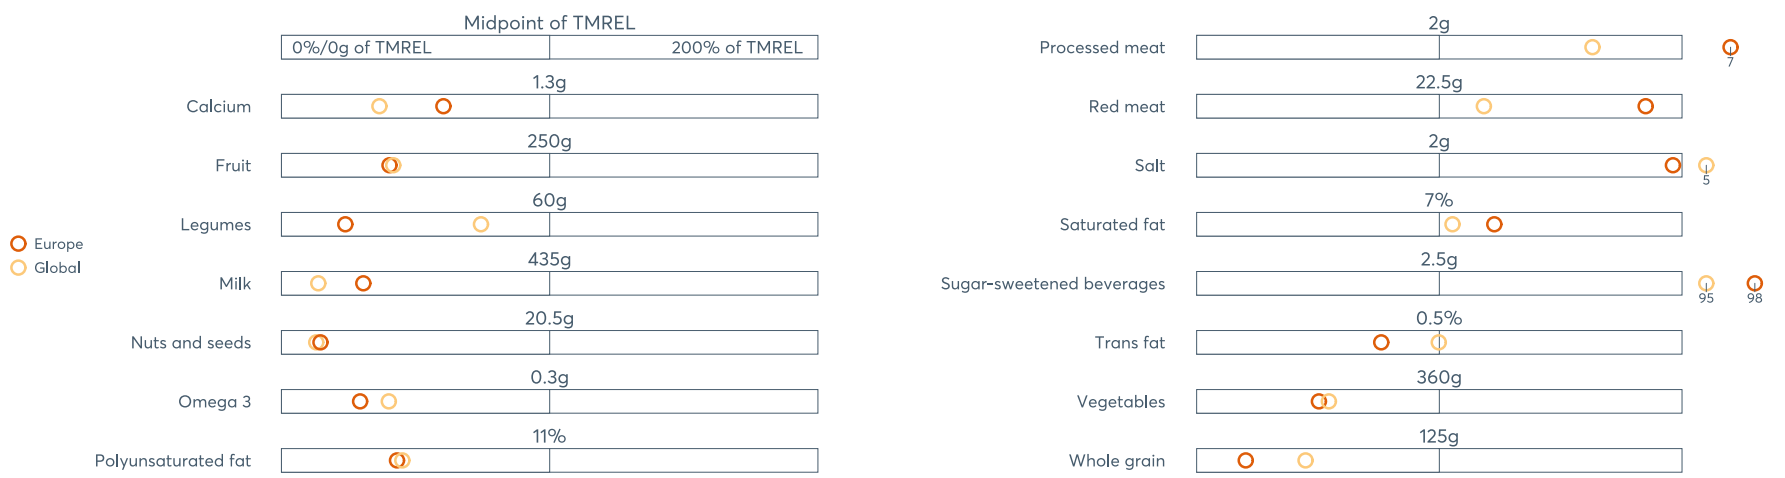 Midpoint of TMREL
0%/0g of TMREL 200% of TMREL
1.3g
Calcium
250g
Fruit
60g
Legumes
Europe
Global
435g
Milk
20.5g
Nuts and seeds
0.3g
Omega 3
11%
Polyunsaturated fat
2g
Processed meat
7
22.5g
Red meat
2g
Salt
5
7%
Saturated fat
2.5g
Sugar-sweetened beverages
95 98
0.5%
Trans fat
360g
Vegetables
125g
Whole grain